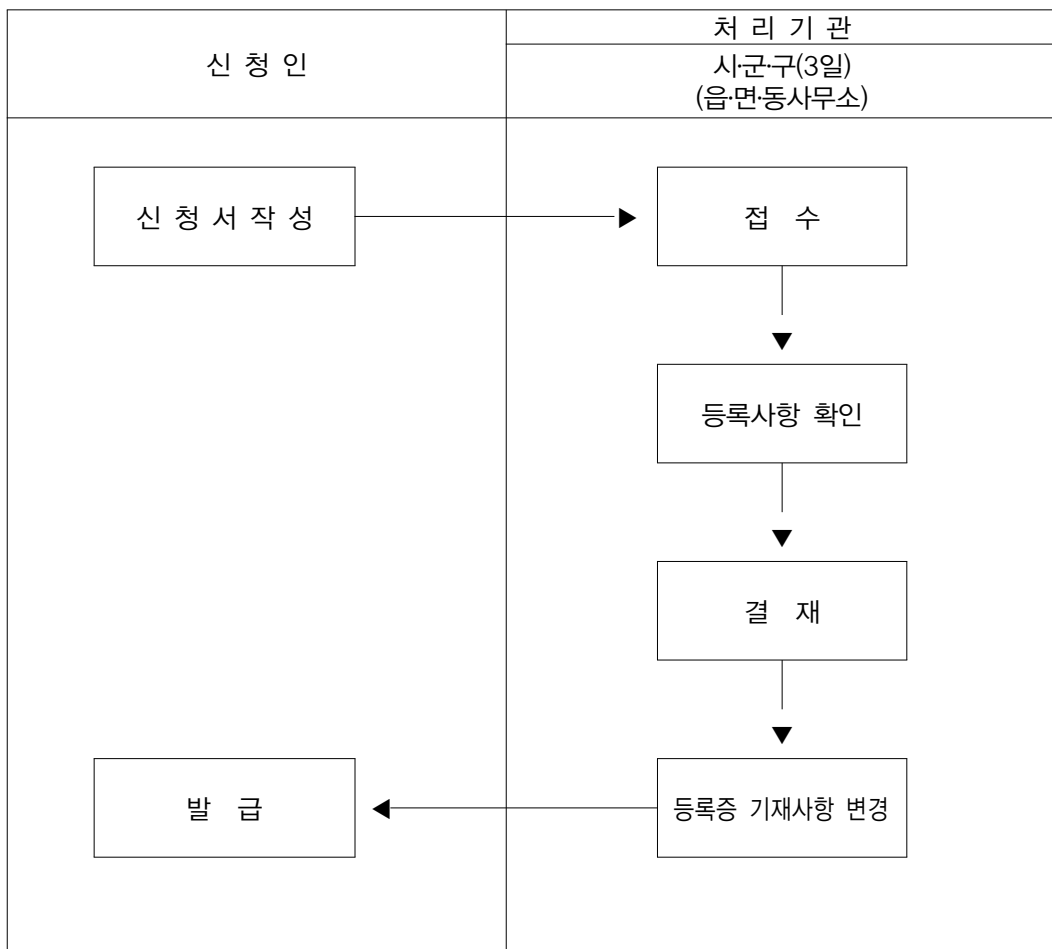 신 청 인
처 리 기 관
시·군·구(3일)
(읍·면·동사무소)
신 청 서 작 성
접 수
등록사항 확인
결 재
발 급
등록증 기재사항 변경